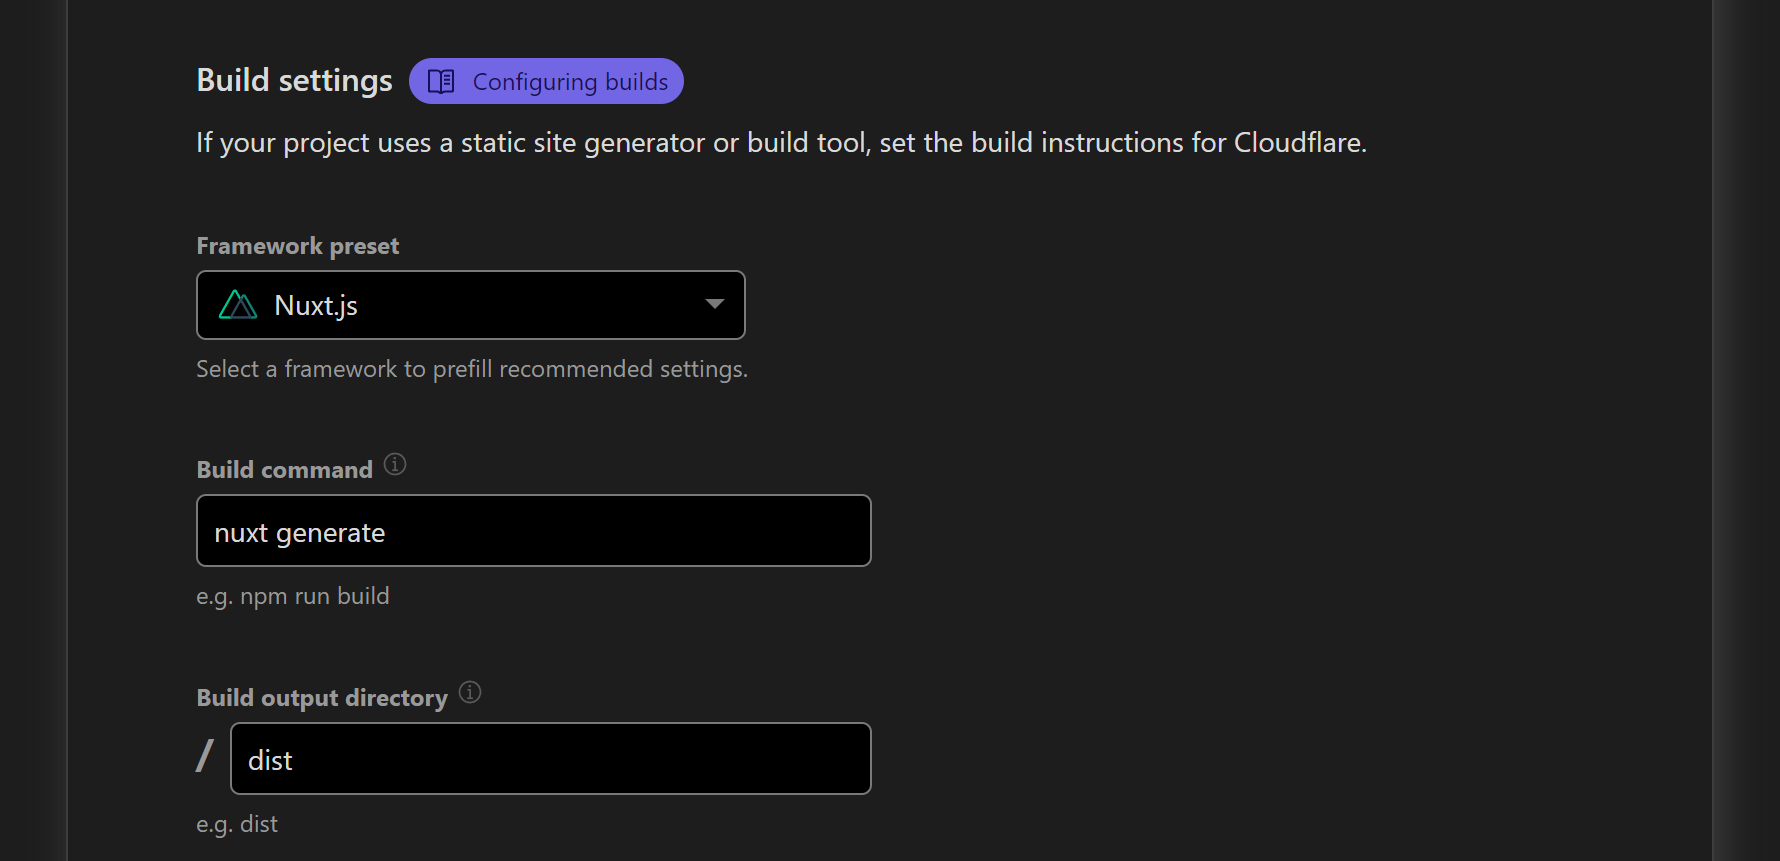 Build settings
Configuring builds
If your project uses a static site generator or build tool, set the build instructions for Cloudflare.
Framework preset
Nuxt.js
Select a framework to prefill recommended settings.
Build command
nuxt generate
e.g. npm run build
Build output directory
/
dist
e.g. dist